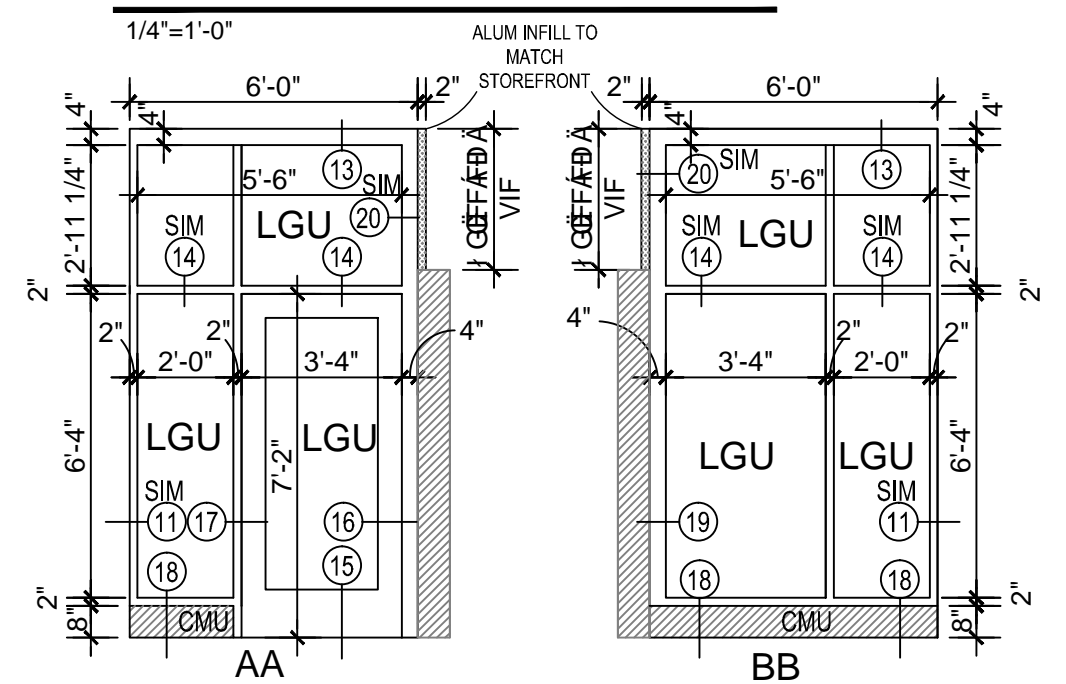 1/4"=1'-0"
ALUM INFILL TO
MATCH
STOREFRONT
6'-0"
2"
2"
6'-0"
4"
4"
4"
4"
13
SIM
20
5'-6"
LGU
SIM
14
14
2'-11 1/4"
VIF
VIF
20
SIM
13
5'-6"
LGU
SIM
14
SIM
14
2'-11 1/4"
2"
2"
2"
2"
4"
4"
2"
2"
2'-0"
3'-4"
3'-4"
2'-0"
6'-4"
LGU
LGU
7'-2"
LGU
LGU
6'-4"
SIM
11
17
16
19
SIM
11
18
15
18
18
2"
8"
CMU
CMU
2"
8"
AA
BB